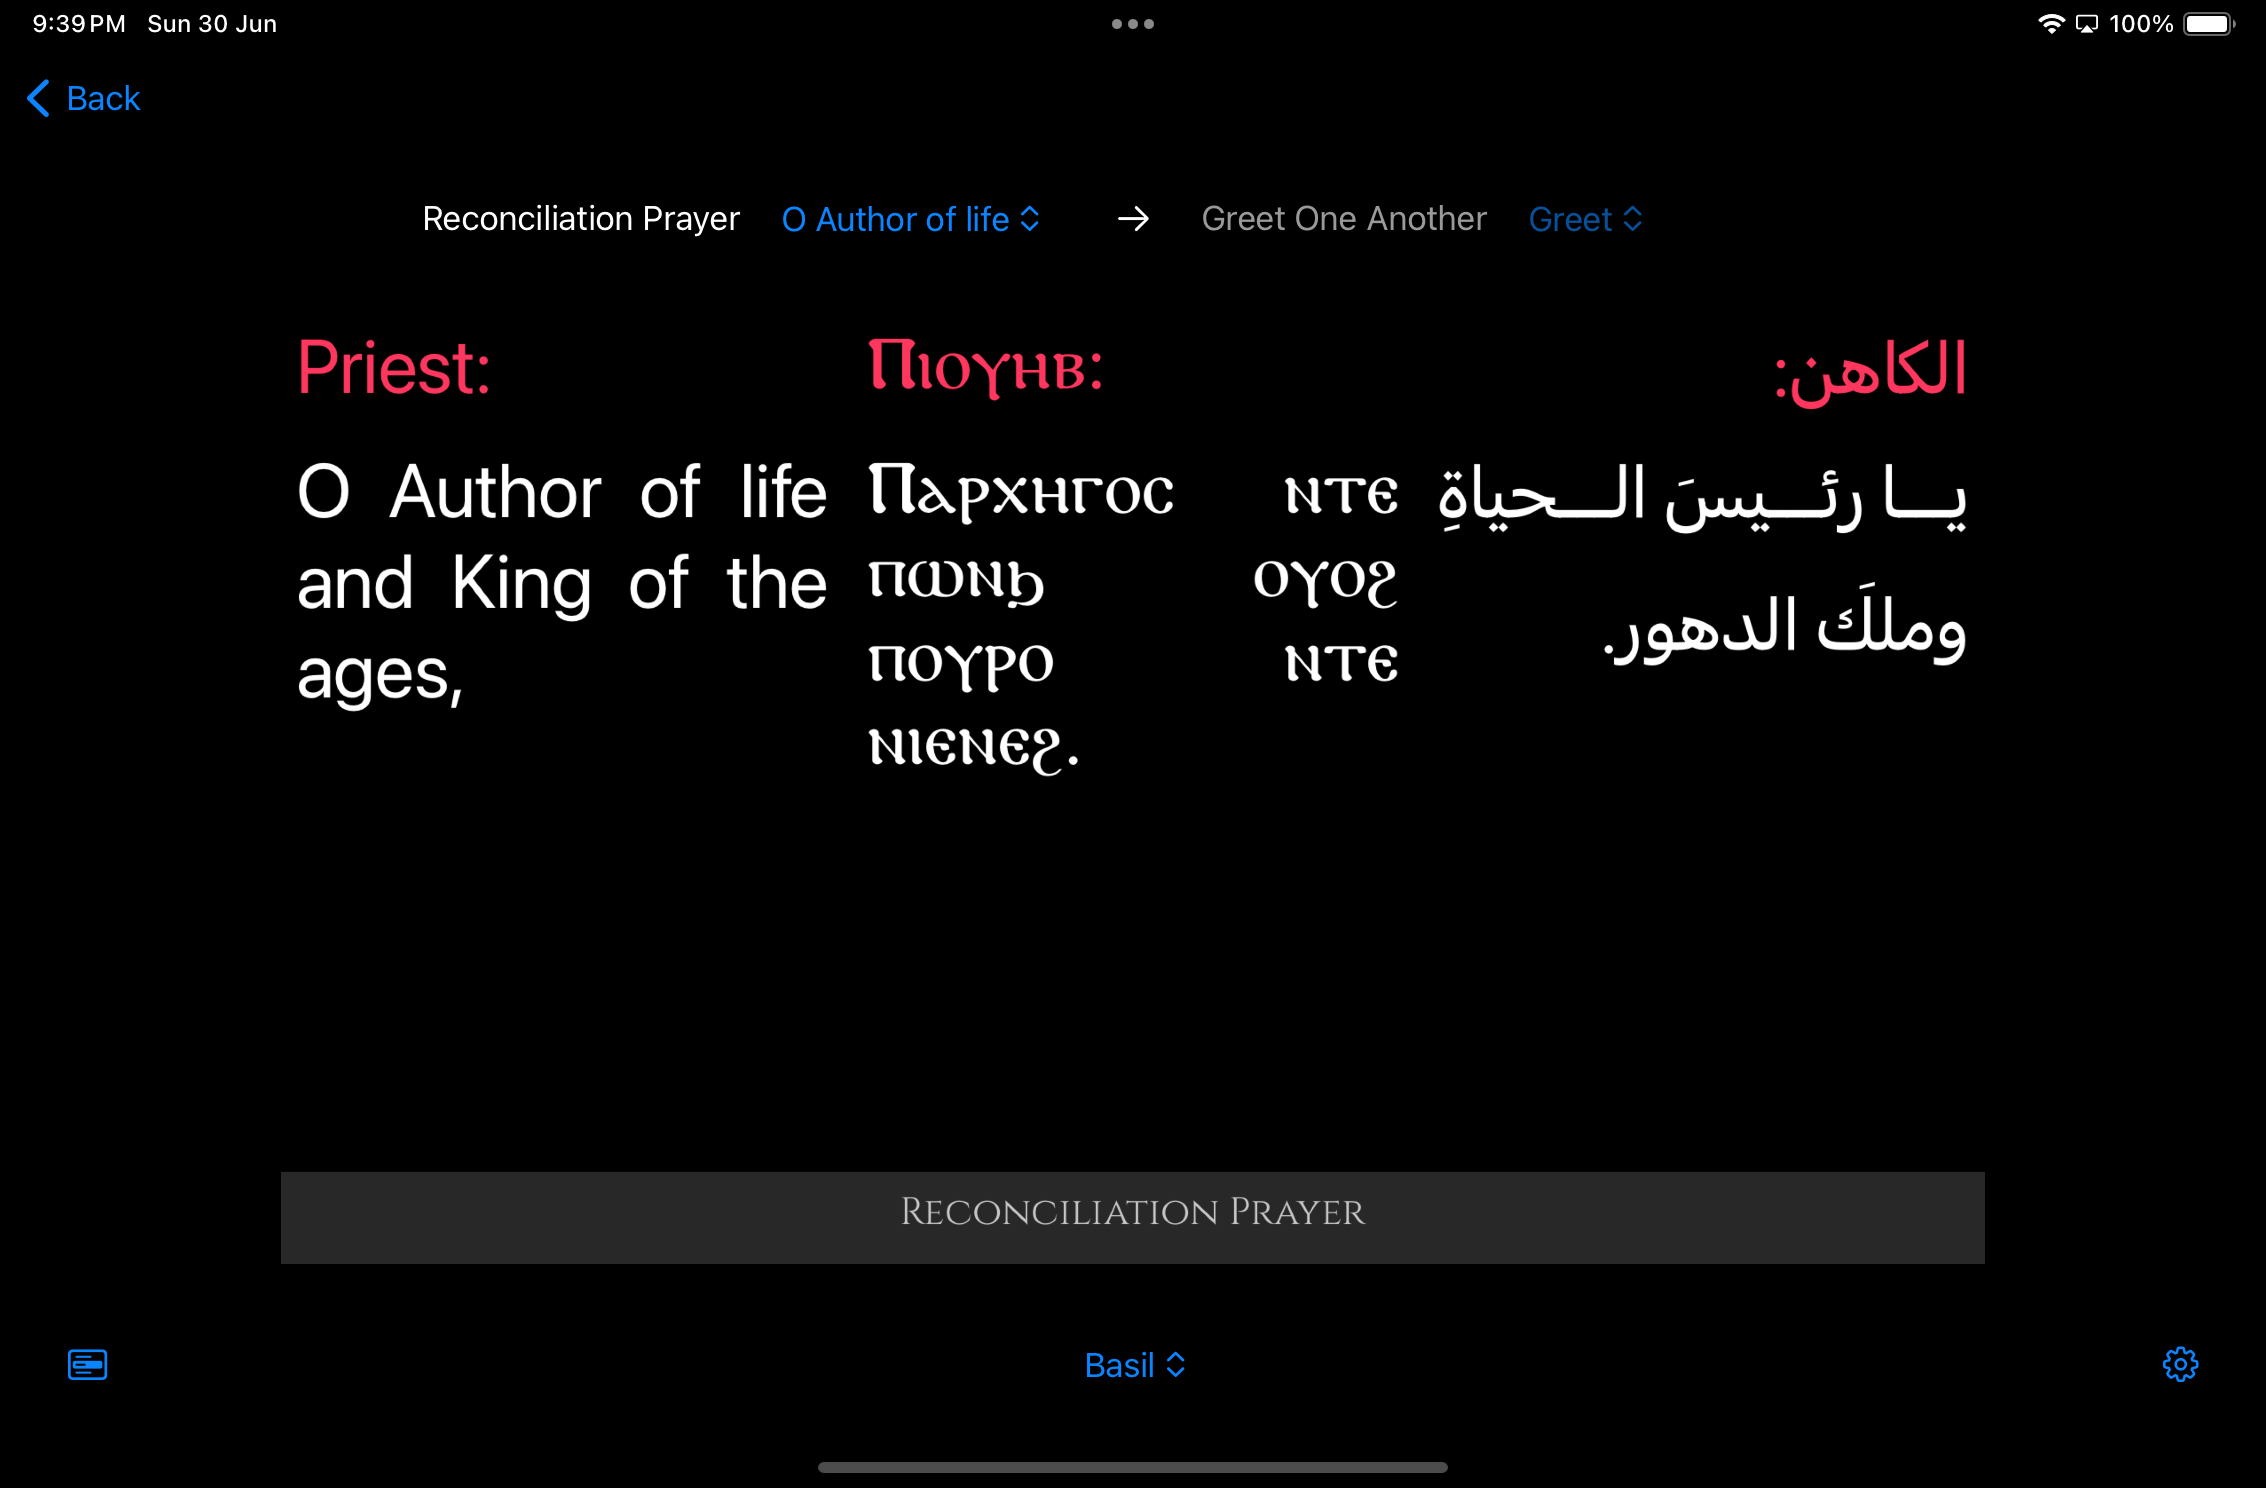 9:39 PM Sun 30 Jun
100%
Back
Reconciliation Prayer O Author of life → Greet One Another Greet
Priest:
O Author of life
and King of the
ages,
Ⲡⲓⲟⲩⲏⲃ:
Ⲡⲁⲣⲭⲏⲅⲟⲥ ⲛⲧⲉ
ⲡⲱⲛϧ ⲟⲩⲟϩ
ⲡⲟⲩⲣⲟ ⲛⲧⲉ
ⲛⲓⲉⲛⲉϩ.
الكاهن:
يـــا رئـــيسَ الـــحياةِ
وملكَ الدهور.
Reconciliation Prayer
Basil